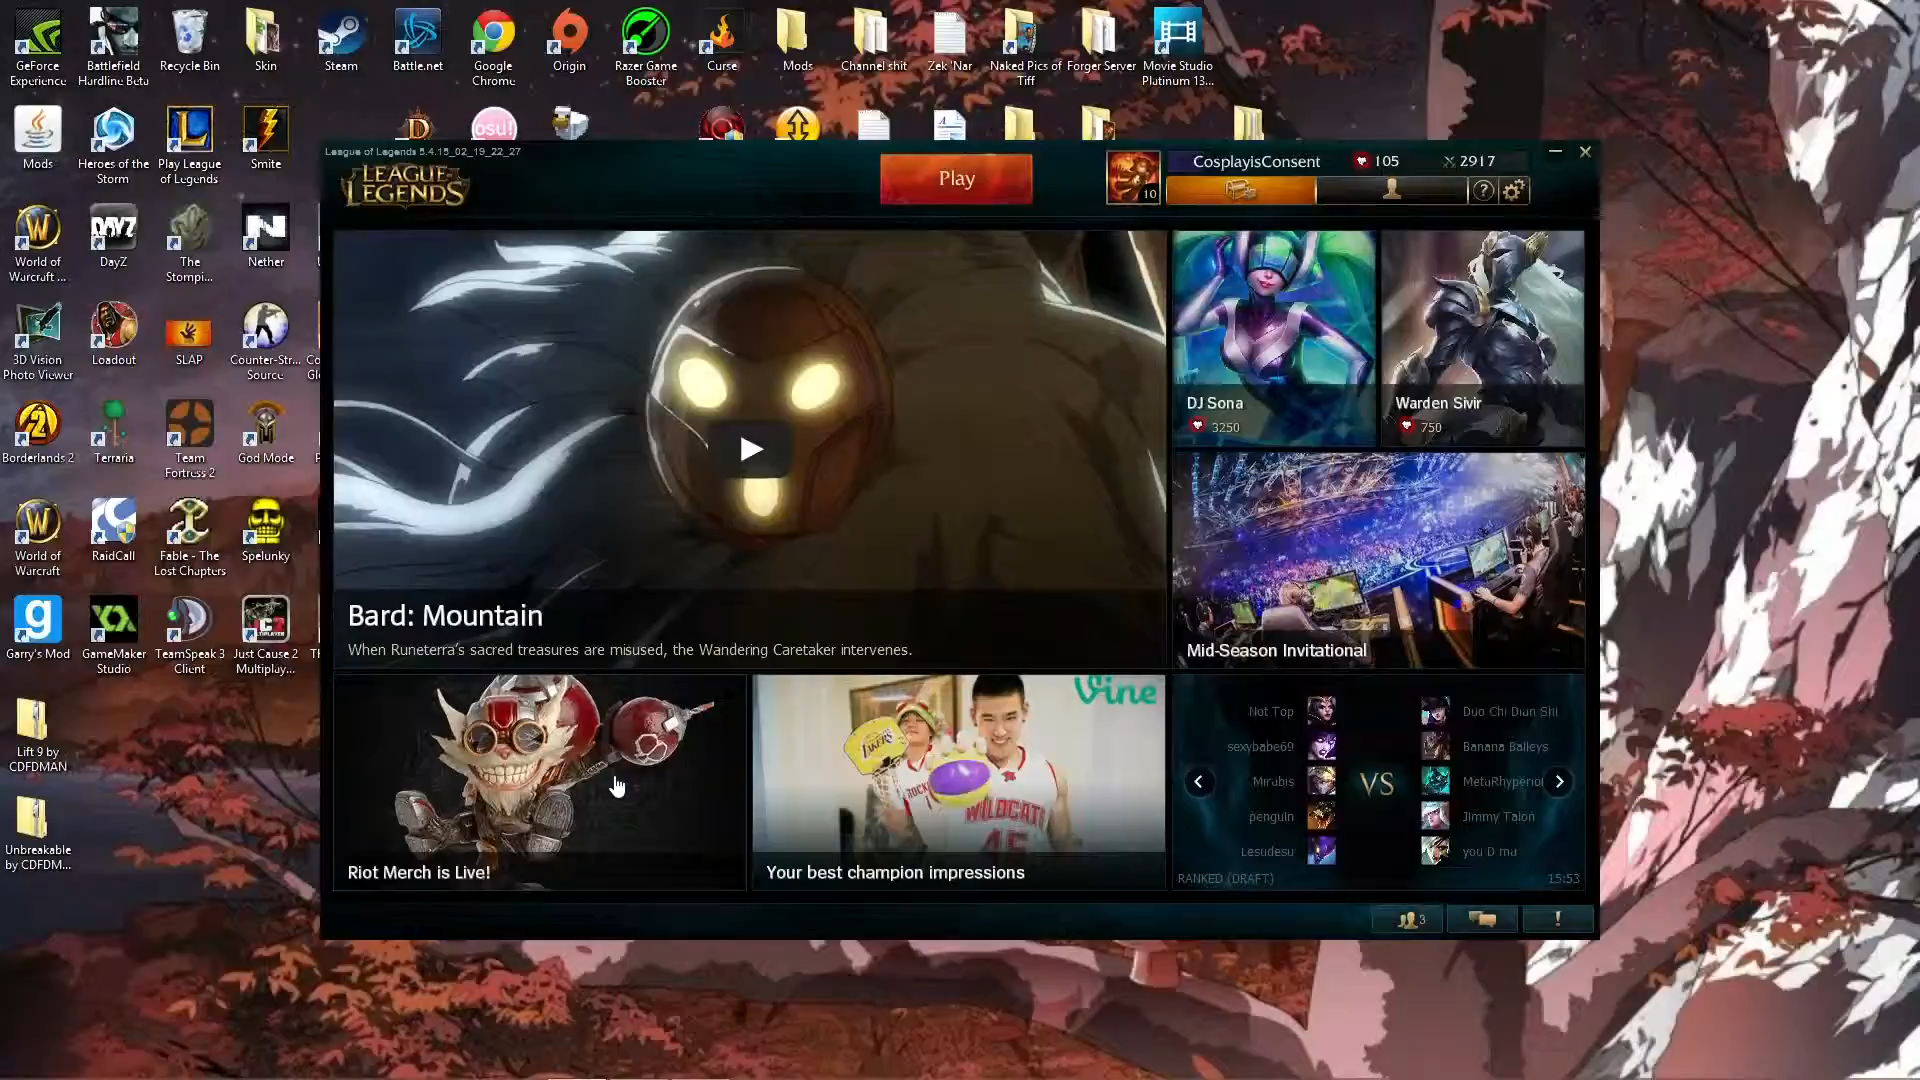 GeForce Experience
Battlefield Hardline Beta
Recycle Bin
Skin
Steam
Battle.net
Google Chrome
Origin
Razer Game Booster
Curse
Mods
Channel shit
Zek 'Nar
Naked Pics of Tiff
Forger Server
Movie Studio Platinum 13...
osu!
Mods
Heroes of the Storm
Play League of Legends
Smite
World of Warcraft ...
DayZ
The Stompi...
Nether
3D Vision Photo Viewer
Loadout
SLAP
Counter-Str... Source
Borderlands 2
Terraria
Team Fortress 2
God Mode
World of Warcraft
RaidCall
Fable - The Lost Chapters
Spelunky
Garry's Mod
GameMaker Studio
TeamSpeak 3 Client
Just Cause 2 Multiplay...
Lift 9 by CDFDMAN
Unbreakable by CDFDM...
League of Legends 5.4.15_02_19_22_27
LEAGUE of LEGENDS
Play
10
CosplayisConsent
105
2917
?
DJ Sona
3250
Warden Sivir
750
Bard: Mountain
When Runeterra's sacred treasures are misused, the Wandering Caretaker intervenes.
Mid-Season Invitational
Riot Merch is Live!
Vine
LAKERS
WILDCATS
Your best champion impressions
Not Top
Duo Chi Dian Shi
sexybabe69
Banana Balleys
Mirabis
VS
penguin
Jimmy Talon
Lesudesu
RANKED (DRAFT)
15:53
3
!